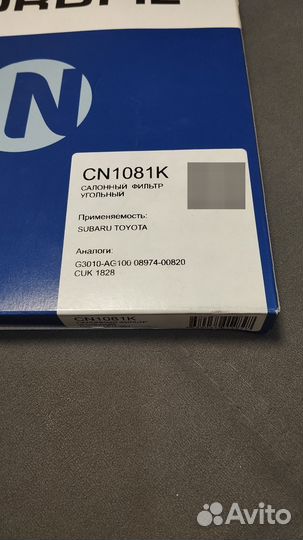 N
CN1081K
САЛОННЫЙ ФИЛЬТР
УГОЛЬНЫЙ
Применяемость:
SUBARU TOYOTA
Аналоги:
G3010-AG100 08974-00820
CUK 1828
CN1081K
Avito